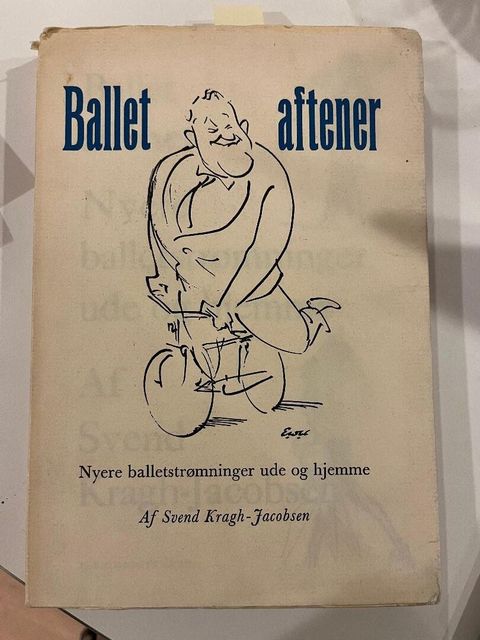 Ballet aftener
Nyere balletstrømninger ude og hjemme
Af Svend Kragh-Jacobsen